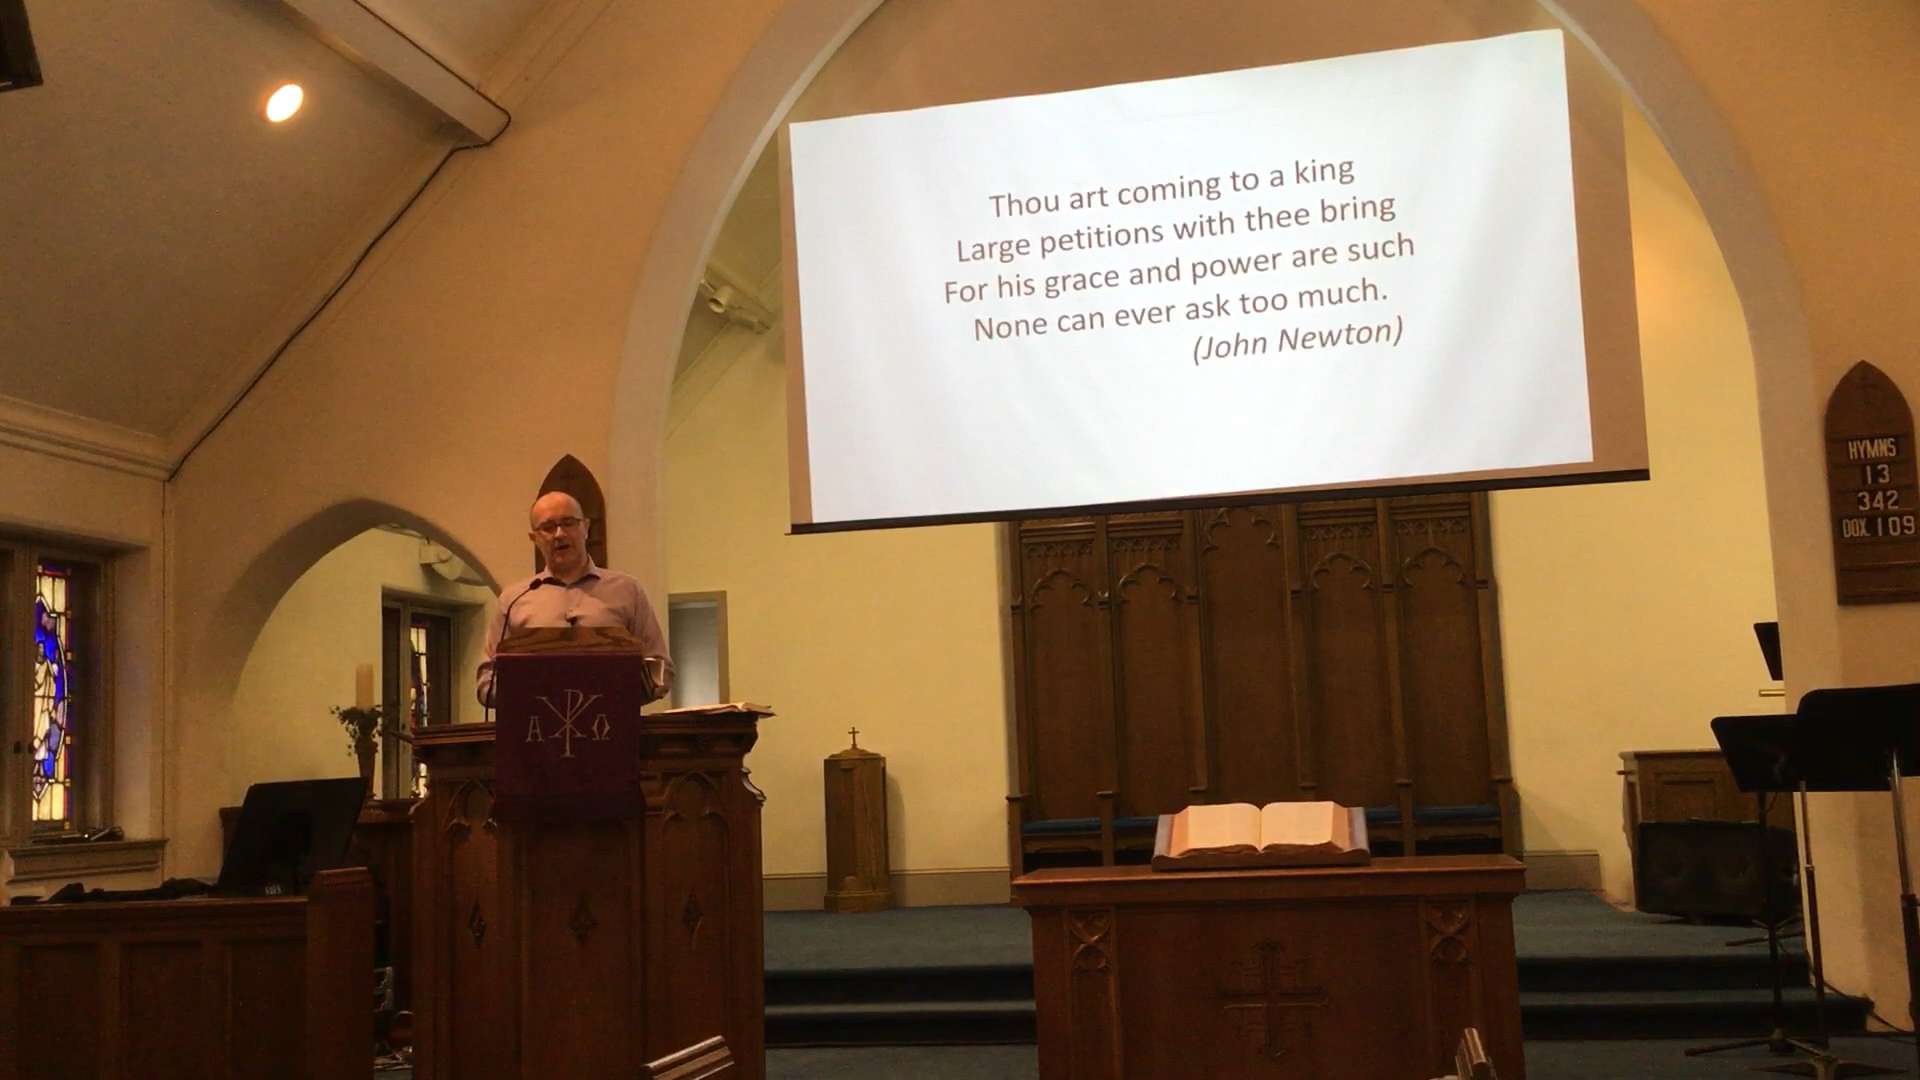 Thou art coming to a king
Large petitions with thee bring
For his grace and power are such
None can ever ask too much.
(John Newton)
HYMNS
13
342
DOX. 109
Α Ω